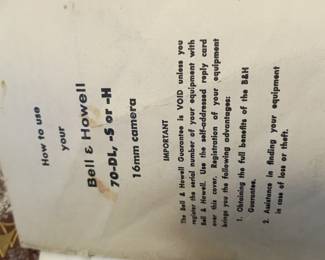 How to use
your
Bell & Howell
70-DL, -S or -H
16mm camera
IMPORTANT
The Bell & Howell Guarantee is VOID unless you
register the serial number of your equipment with
Bell & Howell. Use the self-addressed reply card
over this cover. Registration of your equipment
brings you the following advantages:
1. Obtaining the full benefits of the B&H
Guarantee.
2. Assistance in finding your equipment
in case of loss or theft.